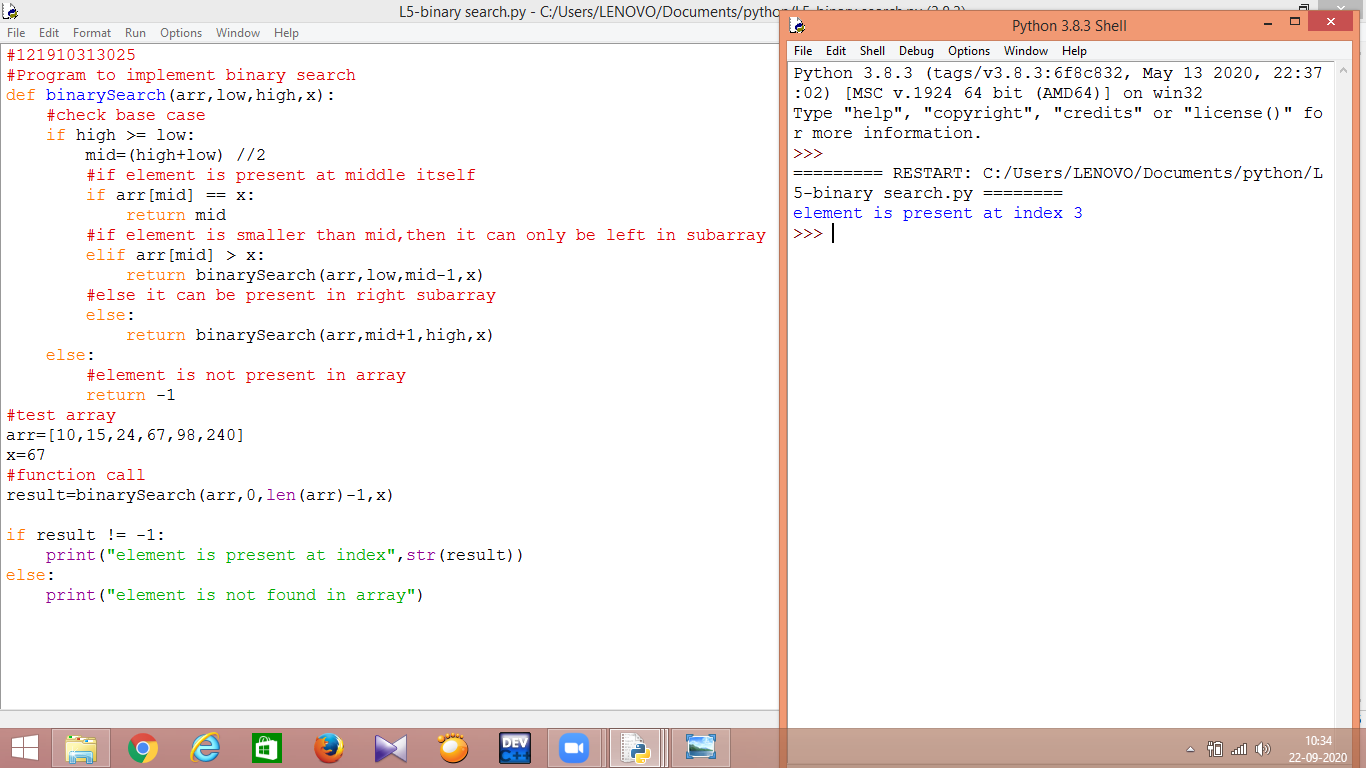 L5-binary search.py - C:/Users/LENOVO/Documents/python/L5-binary search.py (3.8.3)
File Edit Format Run Options Window Help
#121910313025
#Program to implement binary search
def binarySearch(arr,low,high,x):
    #check base case
    if high >= low:
        mid=(high+low) //2
        #if element is present at middle itself
        if arr[mid] == x:
            return mid
        #if element is smaller than mid,then it can only be left in subarray
        elif arr[mid] > x:
            return binarySearch(arr,low,mid-1,x)
        #else it can be present in right subarray
        else:
            return binarySearch(arr,mid+1,high,x)
    else:
        #element is not present in array
        return -1
#test array
arr=[10,15,24,67,98,240]
x=67
#function call
result=binarySearch(arr,0,len(arr)-1,x)

if result != -1:
    print("element is present at index",str(result))
else:
    print("element is not found in array")
Python 3.8.3 Shell
File Edit Shell Debug Options Window Help
Python 3.8.3 (tags/v3.8.3:6f8c832, May 13 2020, 22:37
:02) [MSC v.1924 64 bit (AMD64)] on win32
Type "help", "copyright", "credits" or "license()" fo
r more information.
>>>
========= RESTART: C:/Users/LENOVO/Documents/python/L
5-binary search.py ========
element is present at index 3
>>>
DEV
C++
10:34
22-09-2020